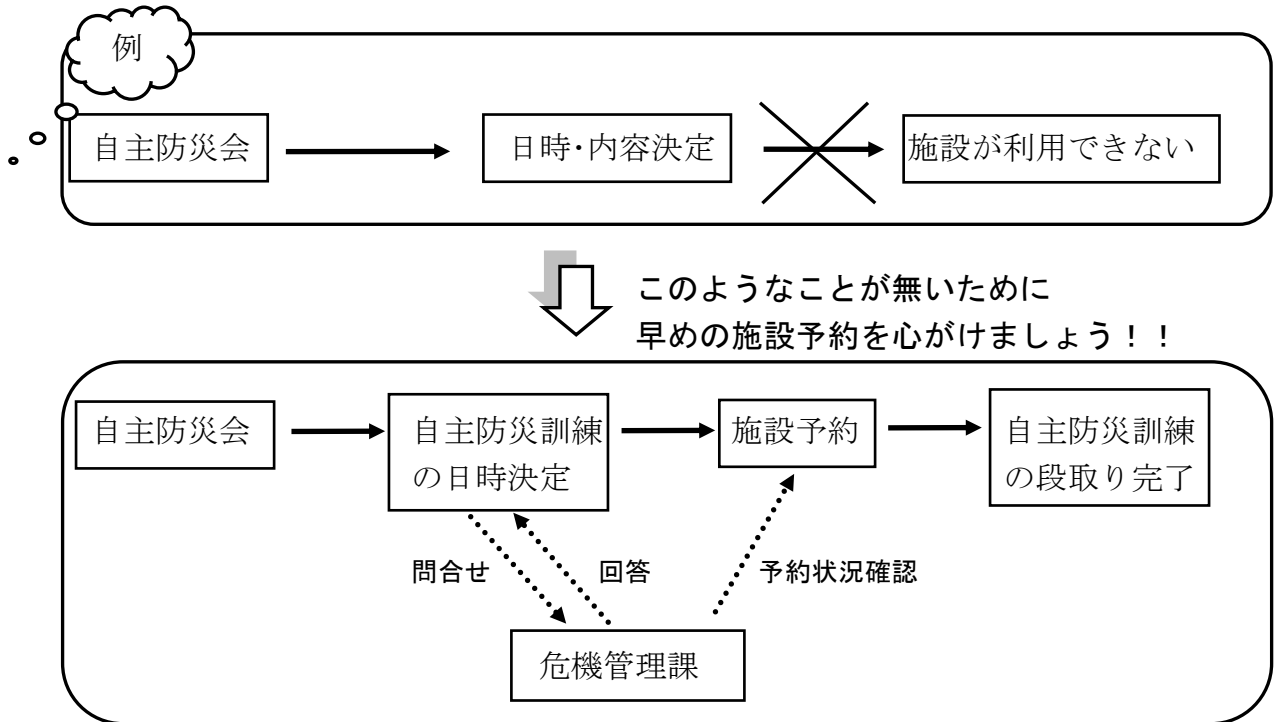 例
自主防災会
日時･内容決定
施設が利用できない
このようなことが無いために
早めの施設予約を心がけましょう！！
自主防災会
自主防災訓練
の日時決定
施設予約
自主防災訓練
の段取り完了
問合せ
回答
予約状況確認
危機管理課